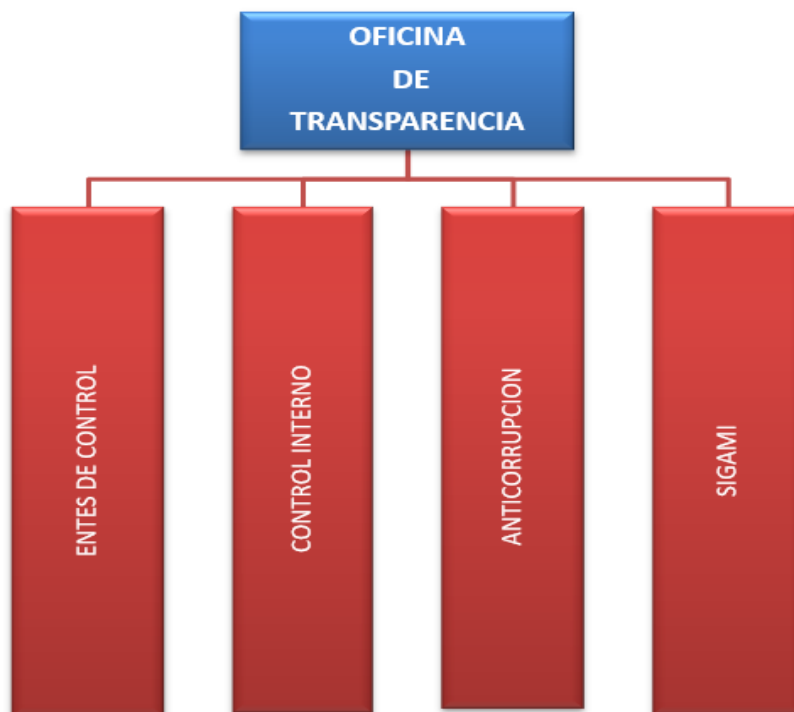 OFICINA
DE
TRANSPARENCIA
ENTES DE CONTROL
CONTROL INTERNO
ANTICORRUPCION
SIGAMI